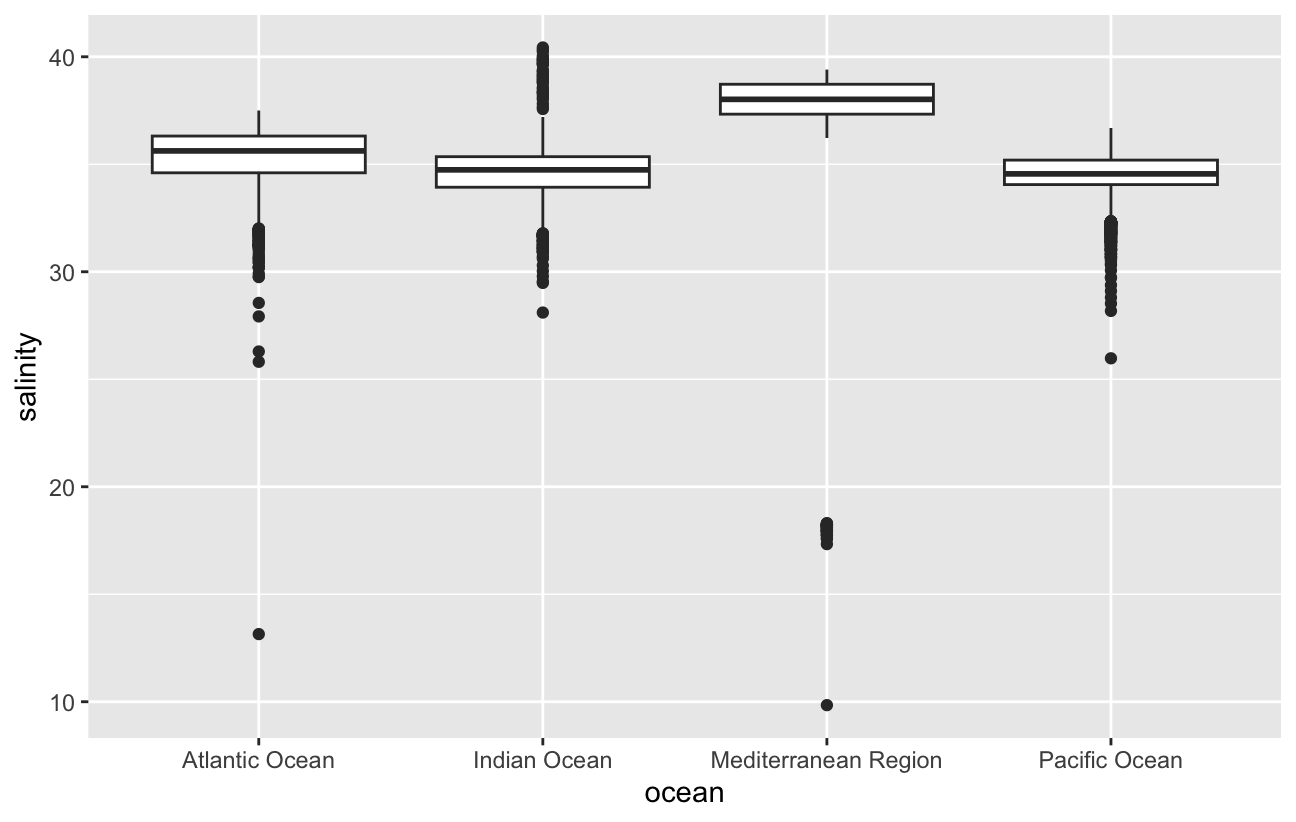 40
30
20
10
salinity
Atlantic Ocean
Indian Ocean
Mediterranean Region
Pacific Ocean
ocean